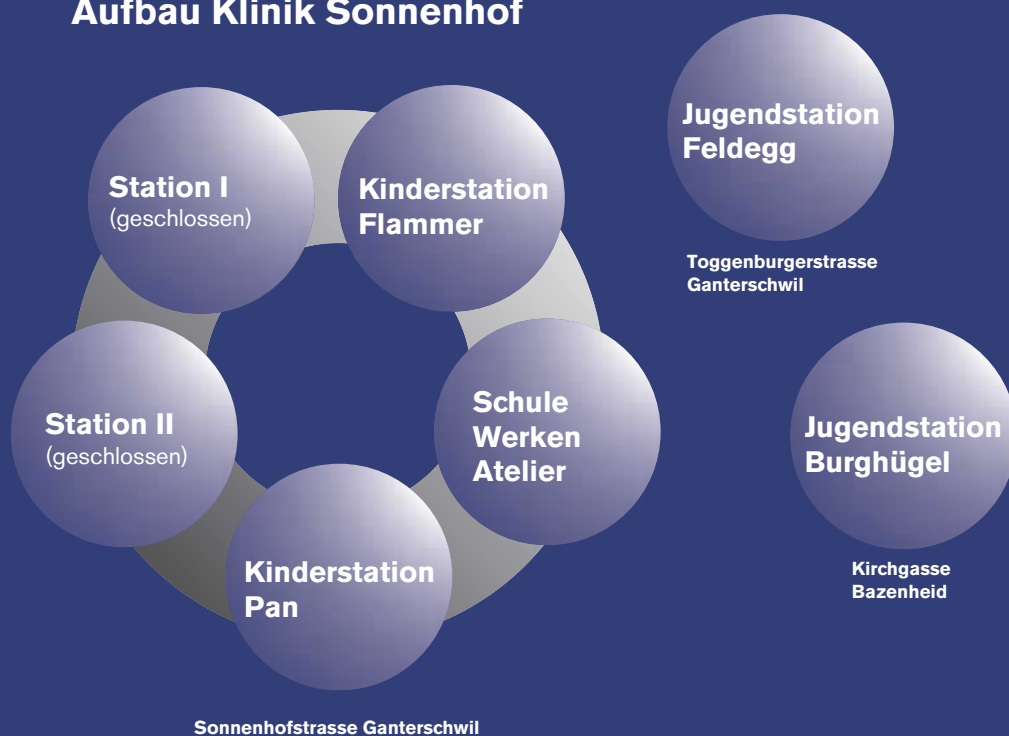 Aufbau Klinik Sonnenhof
Station I
(geschlossen)
Kinderstation
Flammer
Jugendstation
Feldegg
Toggenburgerstrasse
Ganterschwil
Station II
(geschlossen)
Schule
Werken
Atelier
Jugendstation
Burghügel
Kirchgasse
Bazenheid
Kinderstation
Pan
Sonnenhofstrasse Ganterschwil